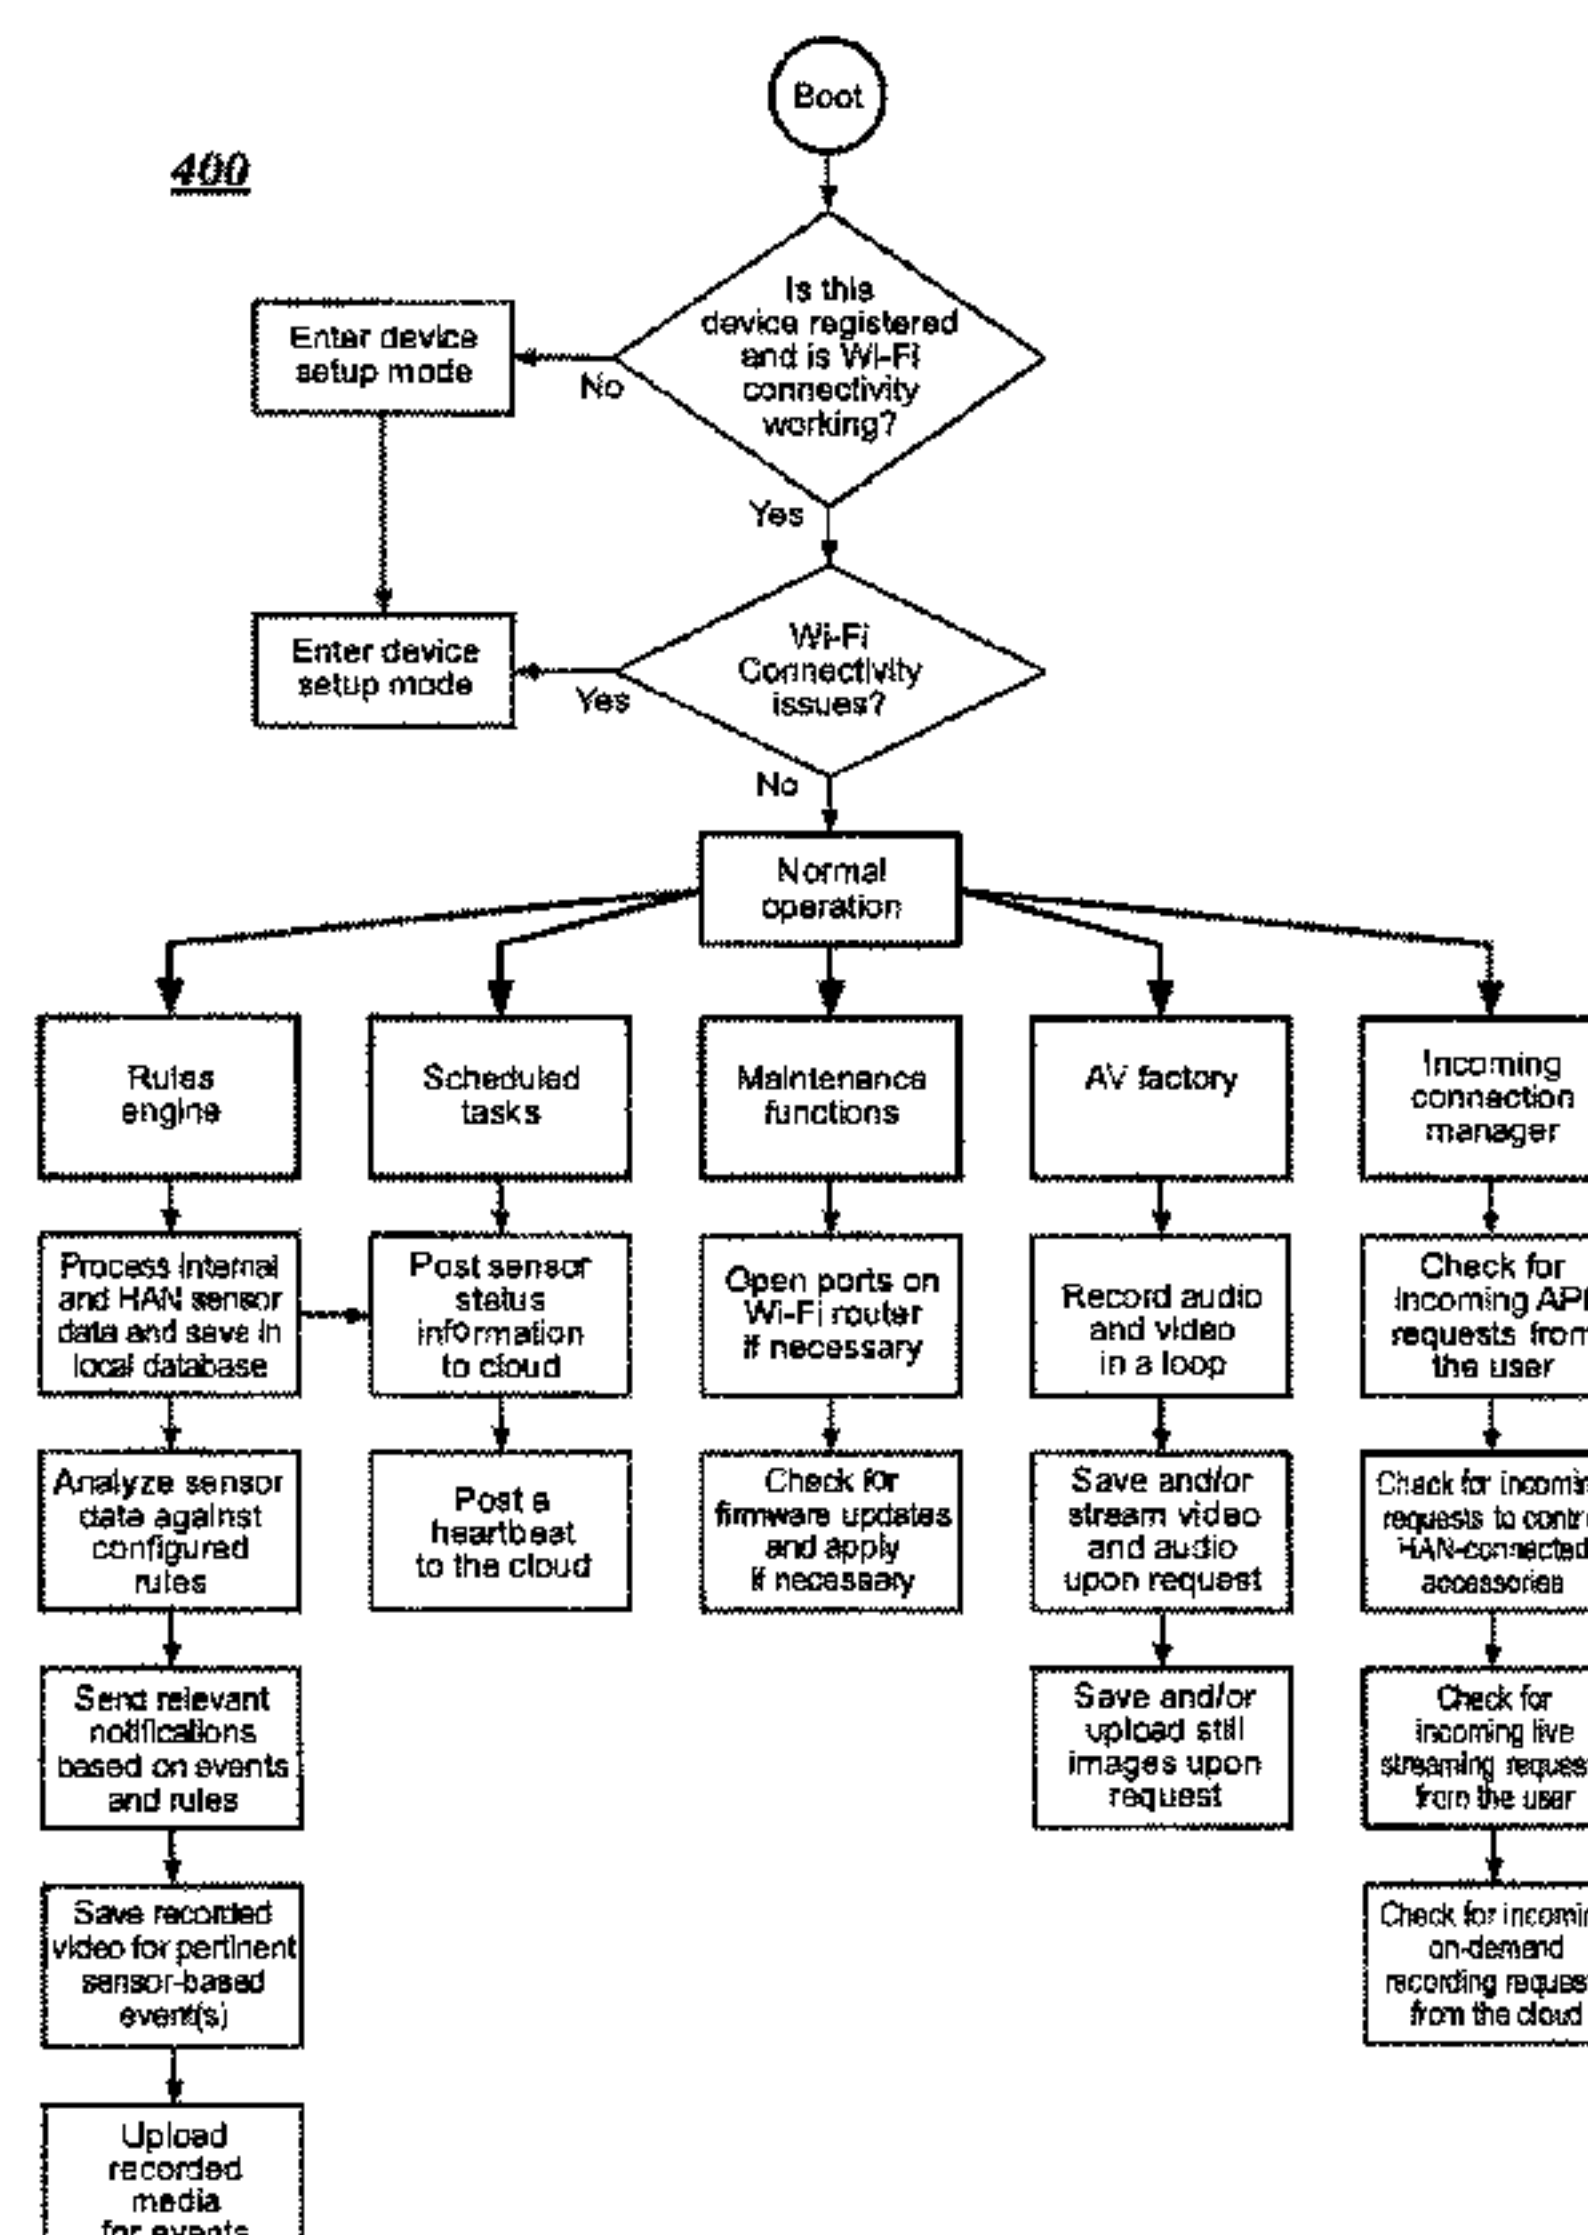 Boot
400
Is this
device registered
and is Wi-Fi
connectivity
working?
Enter device
setup mode
No
Yes
Wi-Fi
Connectivity
issues?
Enter device
setup mode
Yes
No
Normal
operation
Rules
engine
Scheduled
tasks
Maintenance
functions
AV factory
Incoming
connection
manager
Process internal
and HAN sensor
data and save in
local database
Post sensor
status
information
to cloud
Open ports on
Wi-Fi router
if necessary
Record audio
and video
in a loop
Check for
incoming API
requests from
the user
Analyze sensor
data against
configured
rules
Post a
heartbeat
to the cloud
Check for
firmware updates
and apply
if necessary
Save and/or
stream video
and audio
upon request
Check for
requests to
HAN-connected
accessories
Send relevant
notifications
based on events
and rules
Save and/or
upload still
images upon
request
Check for
incoming live
streaming
from the user
Save recorded
video for pertinent
sensor-based
event(s)
Check for
on-demand
recording
from the cloud
Upload
recorded
media
for events